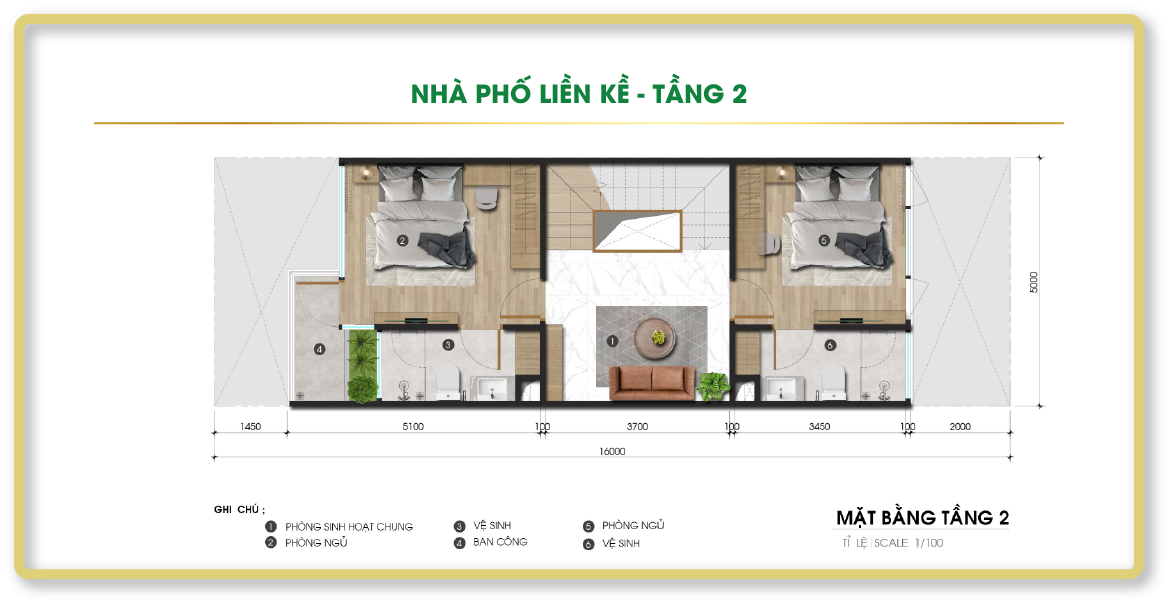 NHÀ PHỐ LIỀN KỀ - TẦNG 2
2
5
1
3
6
4
5000
1450 5100 100 3700 100 3450 100 2000
16000
GHI CHÚ ;
1 PHÒNG SINH HOẠT CHUNG
2 PHÒNG NGỦ
3 VỆ SINH
4 BAN CÔNG
5 PHÒNG NGỦ
6 VỆ SINH
MẶT BẰNG TẦNG 2
TỈ LỆ | SCALE 1/100